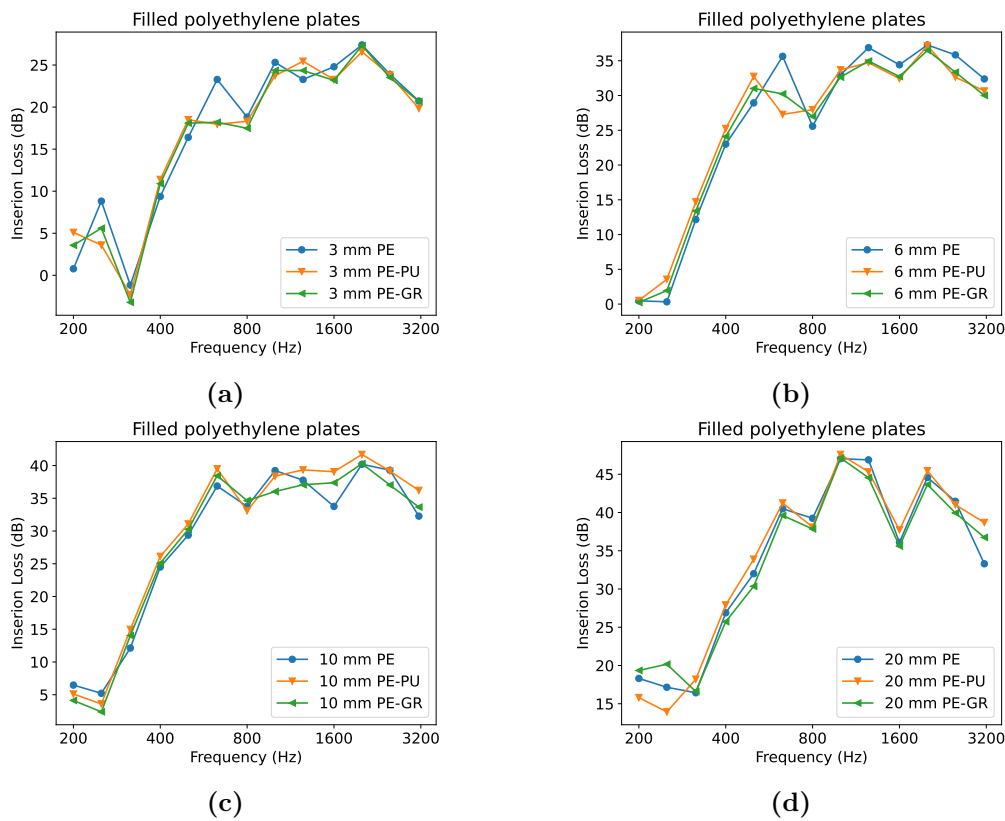 Filled polyethylene plates
Inserion Loss (dB)
25
20
15
10
5
0
3 mm PE
3 mm PE-PU
3 mm PE-GR
200 400 800 1600 3200
Frequency (Hz)
(a)
Filled polyethylene plates
Inserion Loss (dB)
35
30
25
20
15
10
5
0
6 mm PE
6 mm PE-PU
6 mm PE-GR
200 400 800 1600 3200
Frequency (Hz)
(b)
Filled polyethylene plates
Inserion Loss (dB)
40
35
30
25
20
15
10
5
10 mm PE
10 mm PE-PU
10 mm PE-GR
200 400 800 1600 3200
Frequency (Hz)
(c)
Filled polyethylene plates
Inserion Loss (dB)
45
40
35
30
25
20
15
20 mm PE
20 mm PE-PU
20 mm PE-GR
200 400 800 1600 3200
Frequency (Hz)
(d)